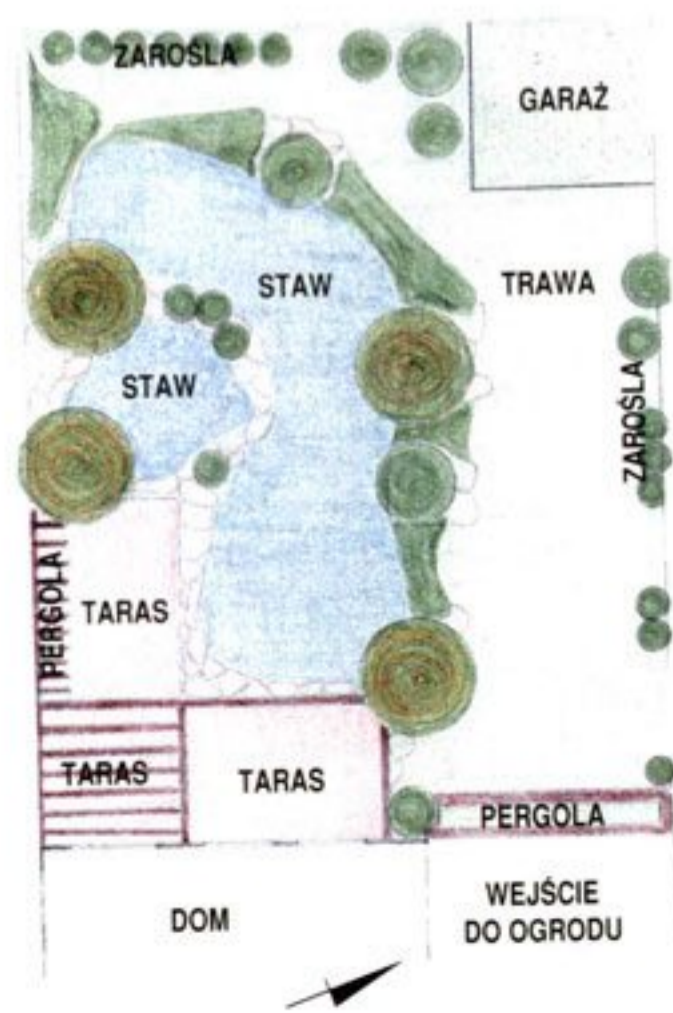 ZAROŚLA
GARAŻ
STAW
TRAWA
STAW
ZAROŚLA
PERGOLA
TARAS
TARAS
TARAS
PERGOLA
DOM
WEJŚCIE
DO OGRODU